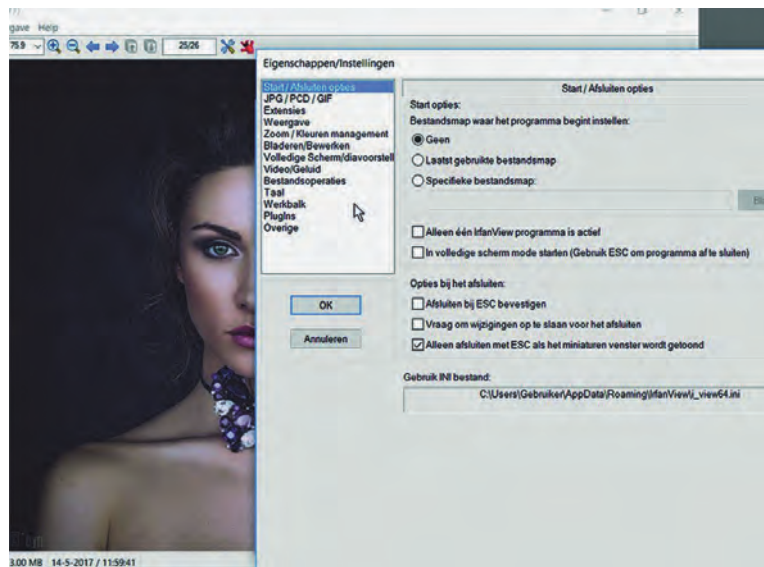 gave Help
75.9
25/26
Eigenschappen/Instellingen
Start / Afsluiten opties
JPG / PCD / GIF
Extensies
Weergave
Zoom / Kleuren management
Bladeren/Bewerken
Volledige Scherm/diavoorstel
Video/Geluid
Bestandsoperaties
Taal
Werkbalk
PlugIns
Overige
OK
Annuleren
Start / Afsluiten opties
Start opties:
Bestandsmap waar het programma begint instellen:
Geen
Laatst gebruikte bestandsmap
Specifieke bestandsmap:
Alleen één IrfanView programma is actief
In volledige scherm mode starten (Gebruik ESC om programma af te sluiten)
Opties bij het afsluiten:
Afsluiten bij ESC bevestigen
Vraag om wijzigingen op te slaan voor het afsluiten
Alleen afsluiten met ESC als het miniaturen venster wordt getoond
Gebruik INI bestand:
C:\Users\Gebruiker\AppData\Roaming\IrfanView\i_view64.ini
3.00 MB 14-5-2017 / 11:59:41